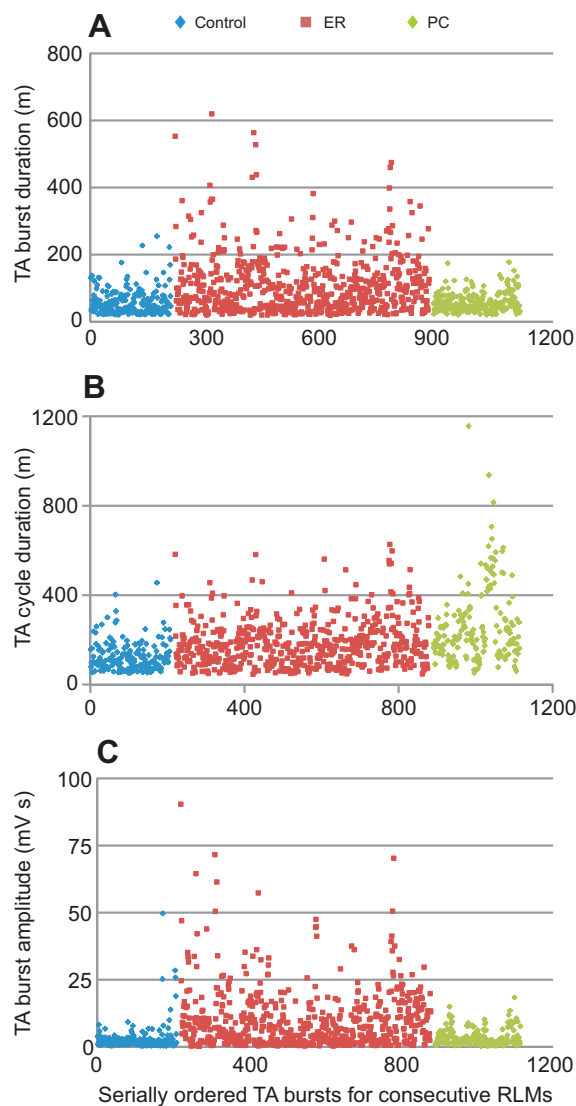 A
Control ER PC
TA burst duration (m)
800
600
400
200
0
0 300 600 900 1200
B
TA cycle duration (m)
1200
800
400
0
0 400 800 1200
C
TA burst amplitude (mV s)
100
75
50
25
0
0 400 800 1200
Serially ordered TA bursts for consecutive RLMs